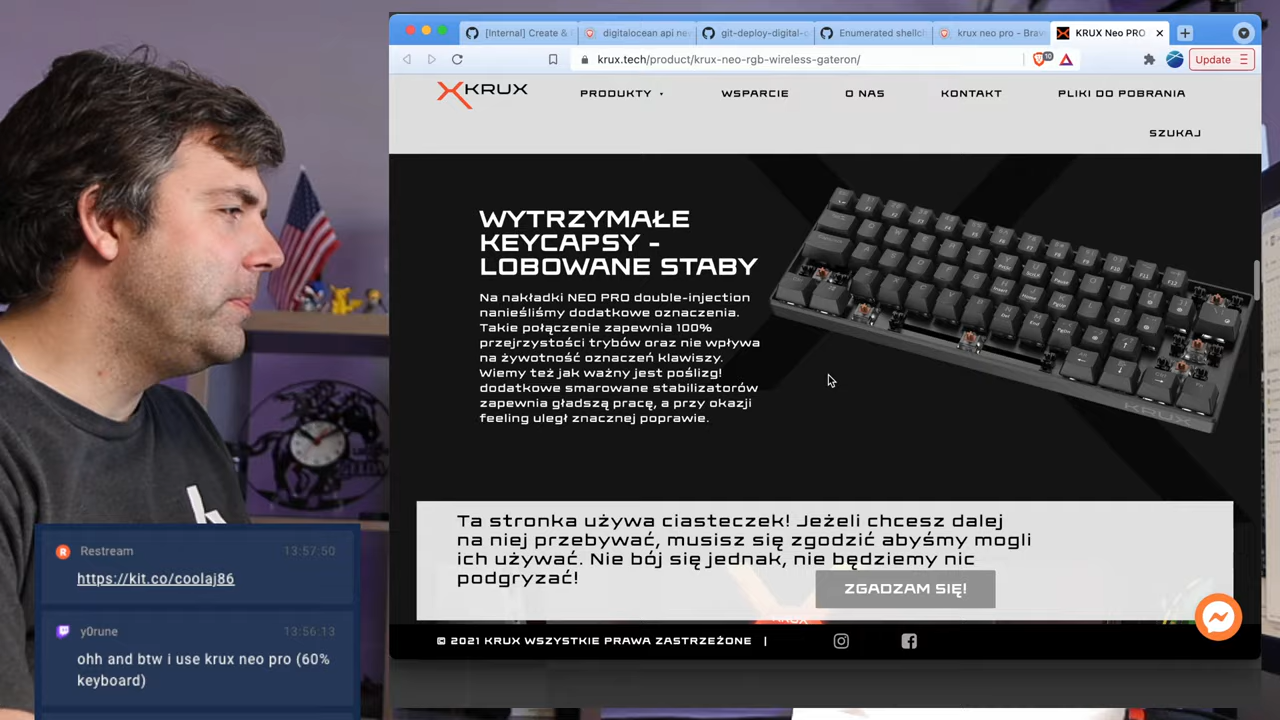 [Internal] Create & 
digitalocean api ne
git-deploy-digital-o
Enumerated shellch
krux neo pro - Brav
KRUX Neo PRO
krux.tech/product/krux-neo-rgb-wireless-gateron/
10
Update
KRUX
PRODUKTY
WSPARCIE
O NAS
KONTAKT
PLIKI DO POBRANIA
SZUKAJ
WYTRZYMAŁE
KEYCAPSY -
LOBOWANE STABY
Na nakładki NEO PRO double-injection
nanieśliśmy dodatkowe oznaczenia.
Takie połączenie zapewnia 100%
przejrzystości trybów oraz nie wpływa
na żywotność oznaczeń klawiszy.
Wiemy też jak ważny jest poślizg!
dodatkowe smarowane stabilizatorów
zapewnia gładszą pracę, a przy okazji
feeling uległ znacznej poprawie.
KRUX
Ta stronka używa ciasteczek! Jeżeli chcesz dalej
na niej przebywać, musisz się zgodzić abyśmy mogli
ich używać. Nie bój się jednak, nie będziemy nic
podgryzać!
ZGADZAM SIĘ!
© 2021 KRUX WSZYSTKIE PRAWA ZASTRZEŻONE |
Restream
13:57:50
https://kit.co/coolaj86
y0rune
13:56:13
ohh and btw i use krux neo pro (60%
keyboard)